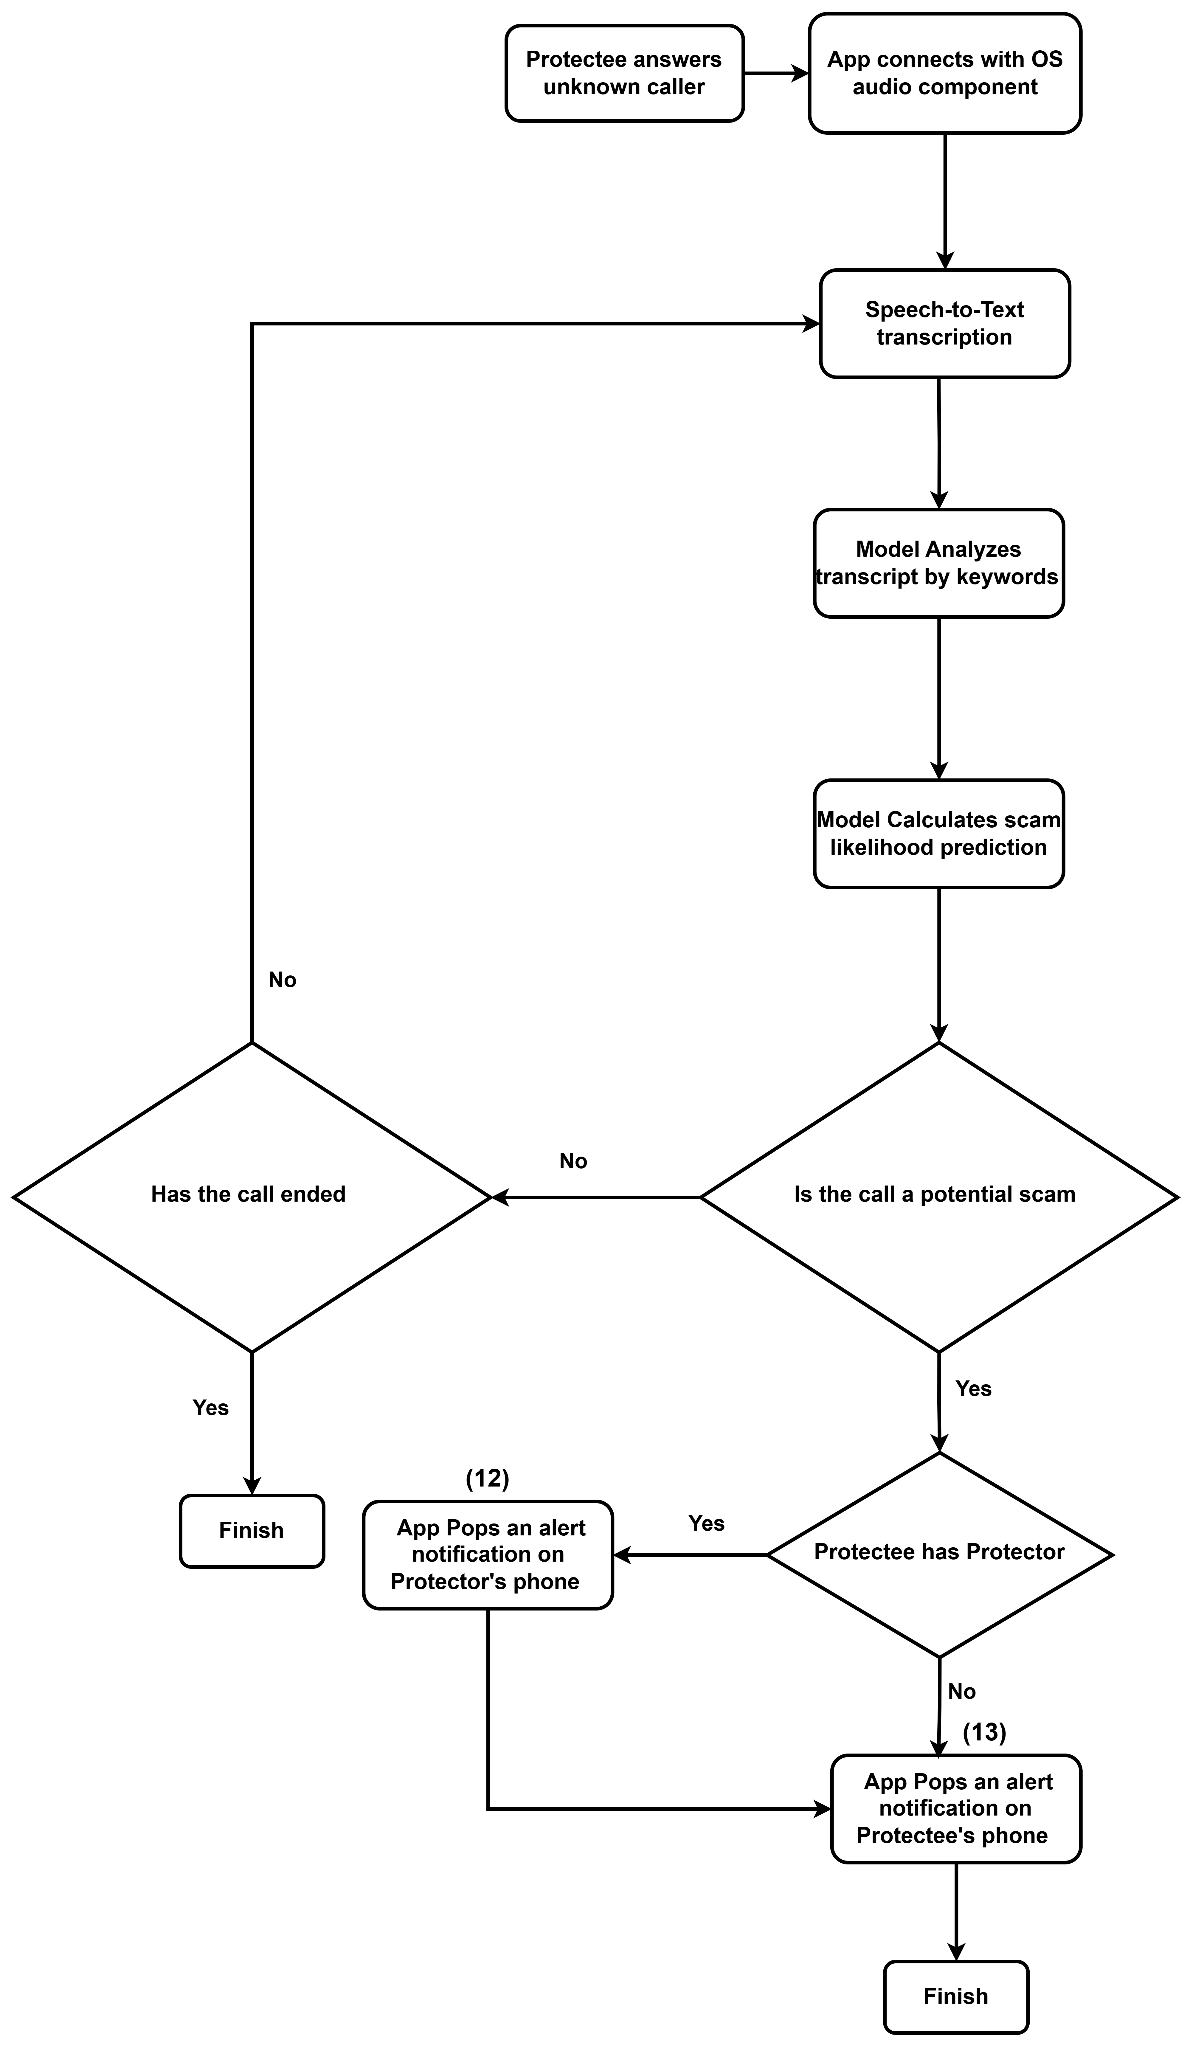 Protectee answers
unknown caller
App connects with OS
audio component
Speech-to-Text
transcription
Model Analyzes
transcript by keywords
Model Calculates scam
likelihood prediction
No
Has the call ended
No
Is the call a potential scam
Yes
Yes
Finish
(12)
App Pops an alert
notification on
Protector's phone
Yes
Protectee has Protector
No
(13)
App Pops an alert
notification on
Protectee's phone
Finish